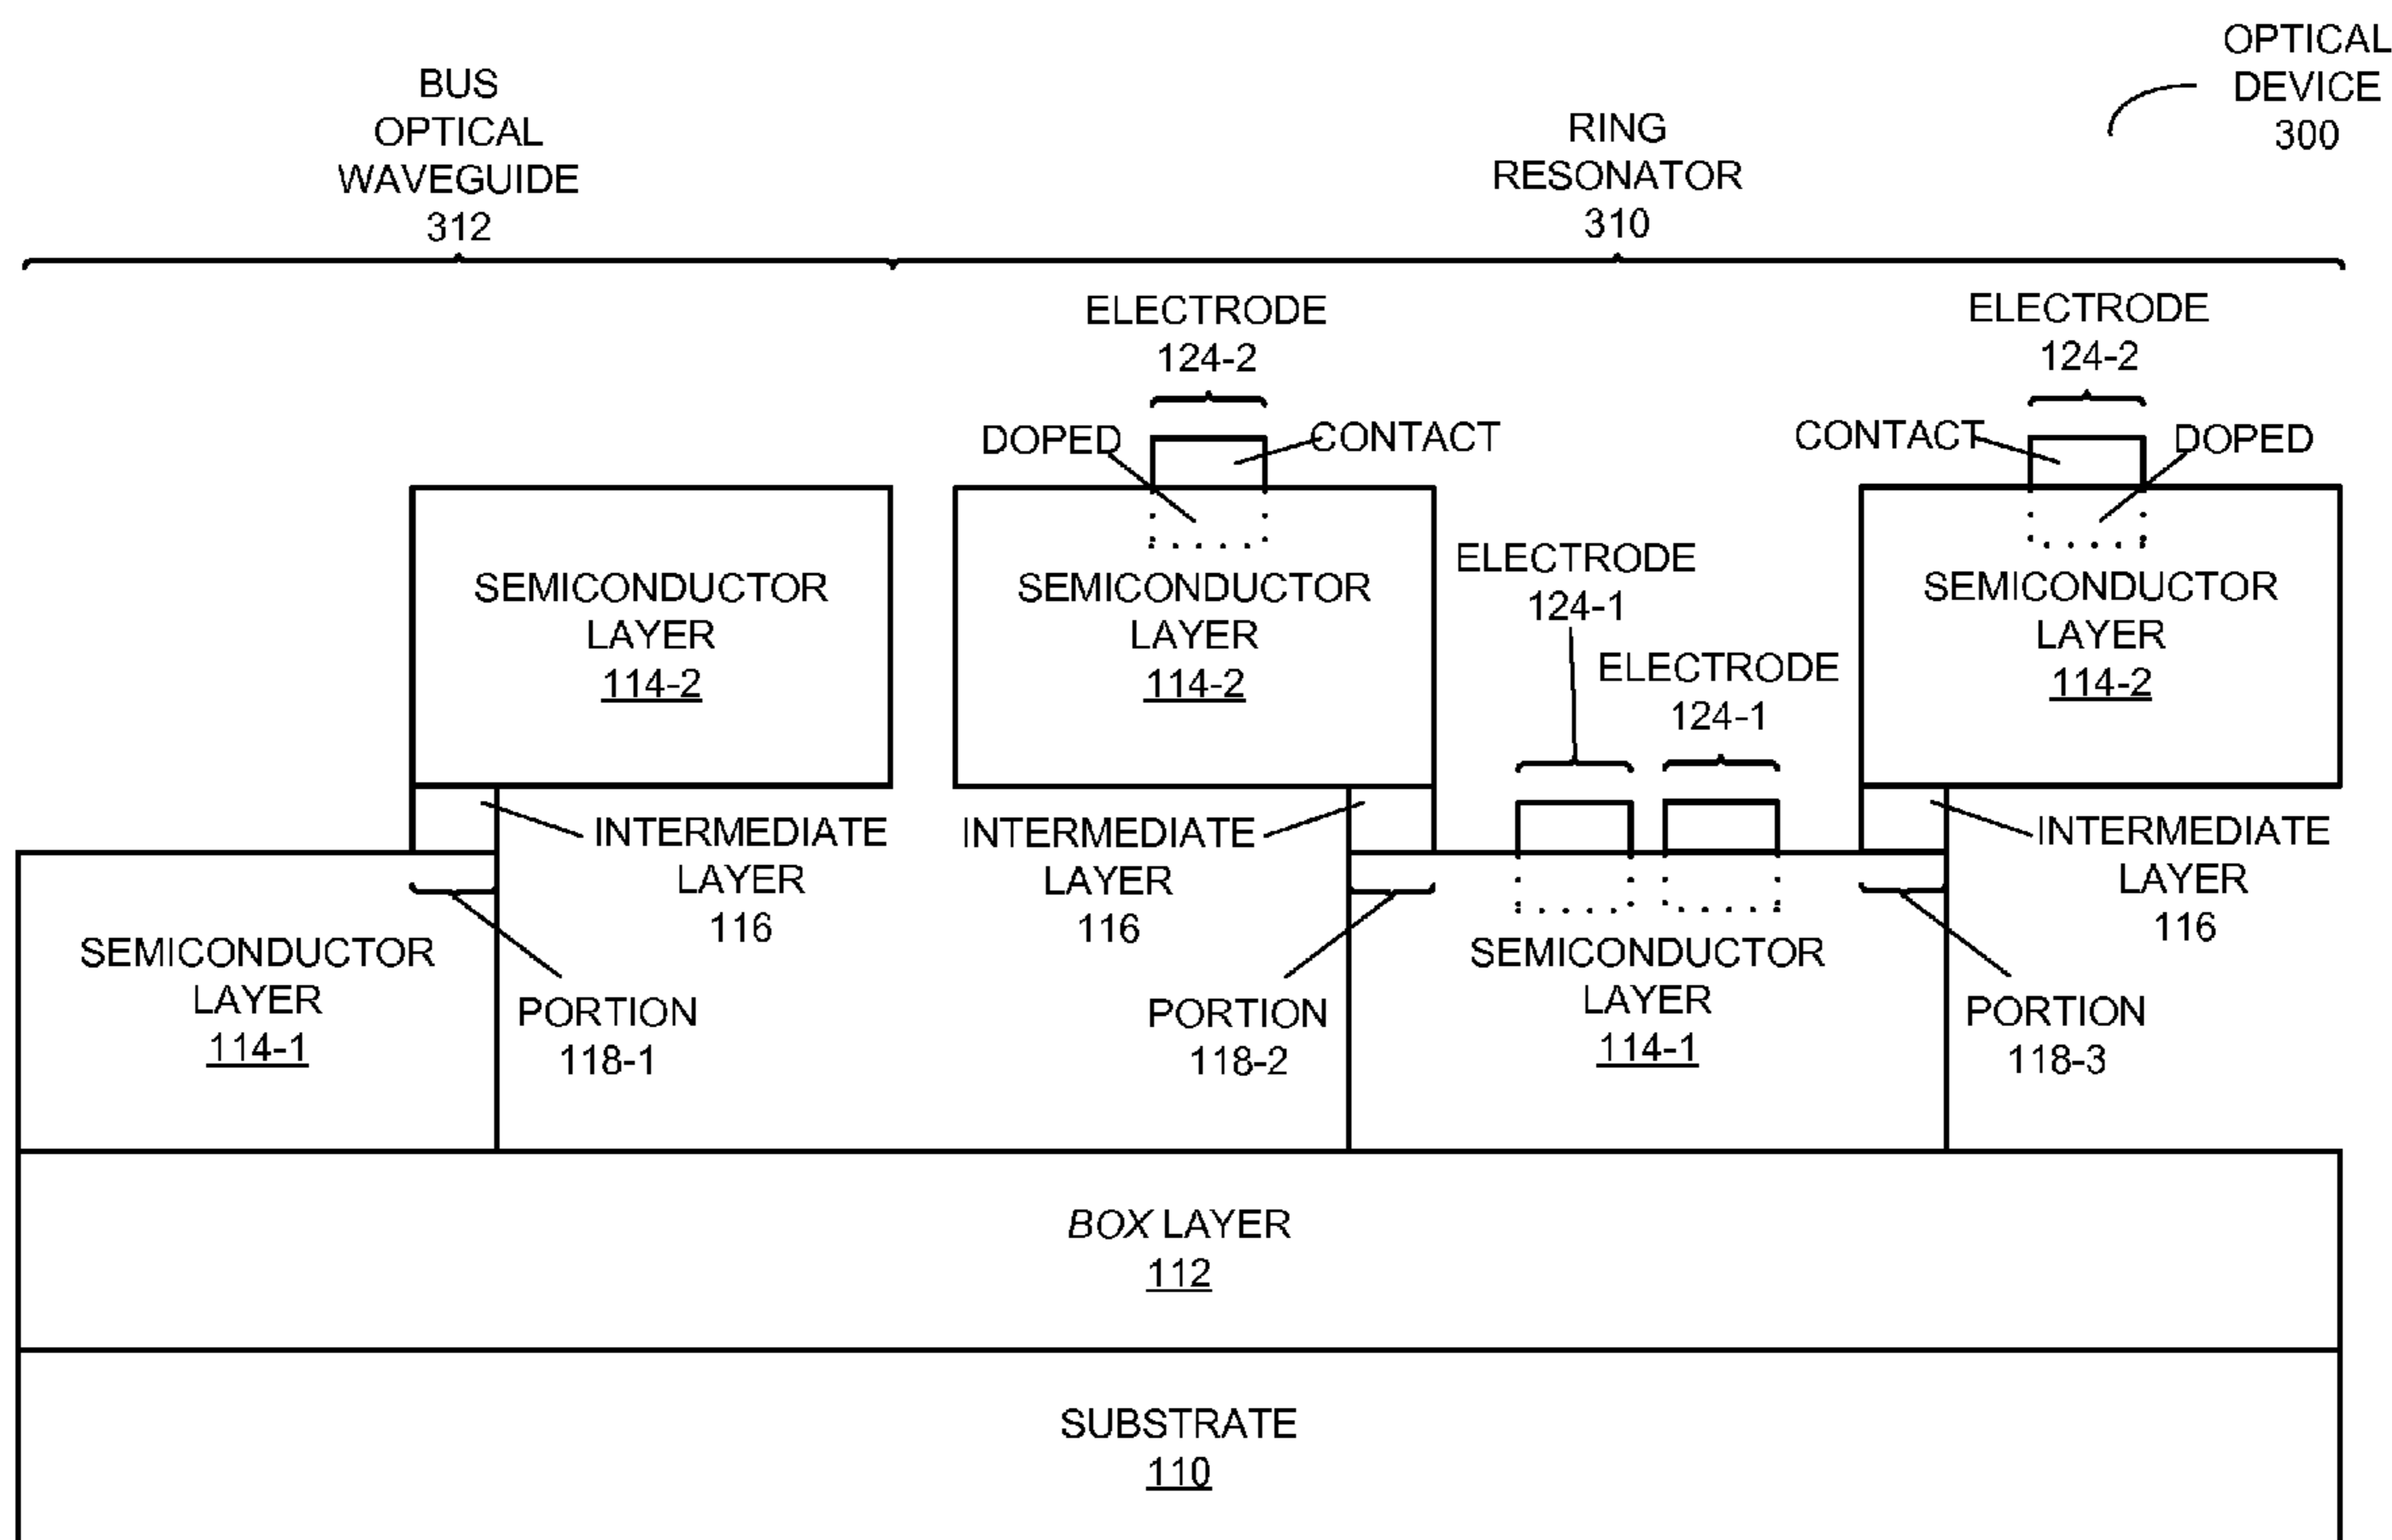 OPTICAL
DEVICE
300
BUS
OPTICAL
WAVEGUIDE
312
RING
RESONATOR
310
ELECTRODE
124-2
ELECTRODE
124-2
DOPED
CONTACT
CONTACT
DOPED
SEMICONDUCTOR
LAYER
114-2
SEMICONDUCTOR
LAYER
114-2
ELECTRODE
124-1
ELECTRODE
124-1
SEMICONDUCTOR
LAYER
114-2
INTERMEDIATE
LAYER
116
INTERMEDIATE
LAYER
116
INTERMEDIATE
LAYER
116
SEMICONDUCTOR
LAYER
114-1
PORTION
118-1
PORTION
118-2
SEMICONDUCTOR
LAYER
114-1
PORTION
118-3
BOX LAYER
112
SUBSTRATE
110